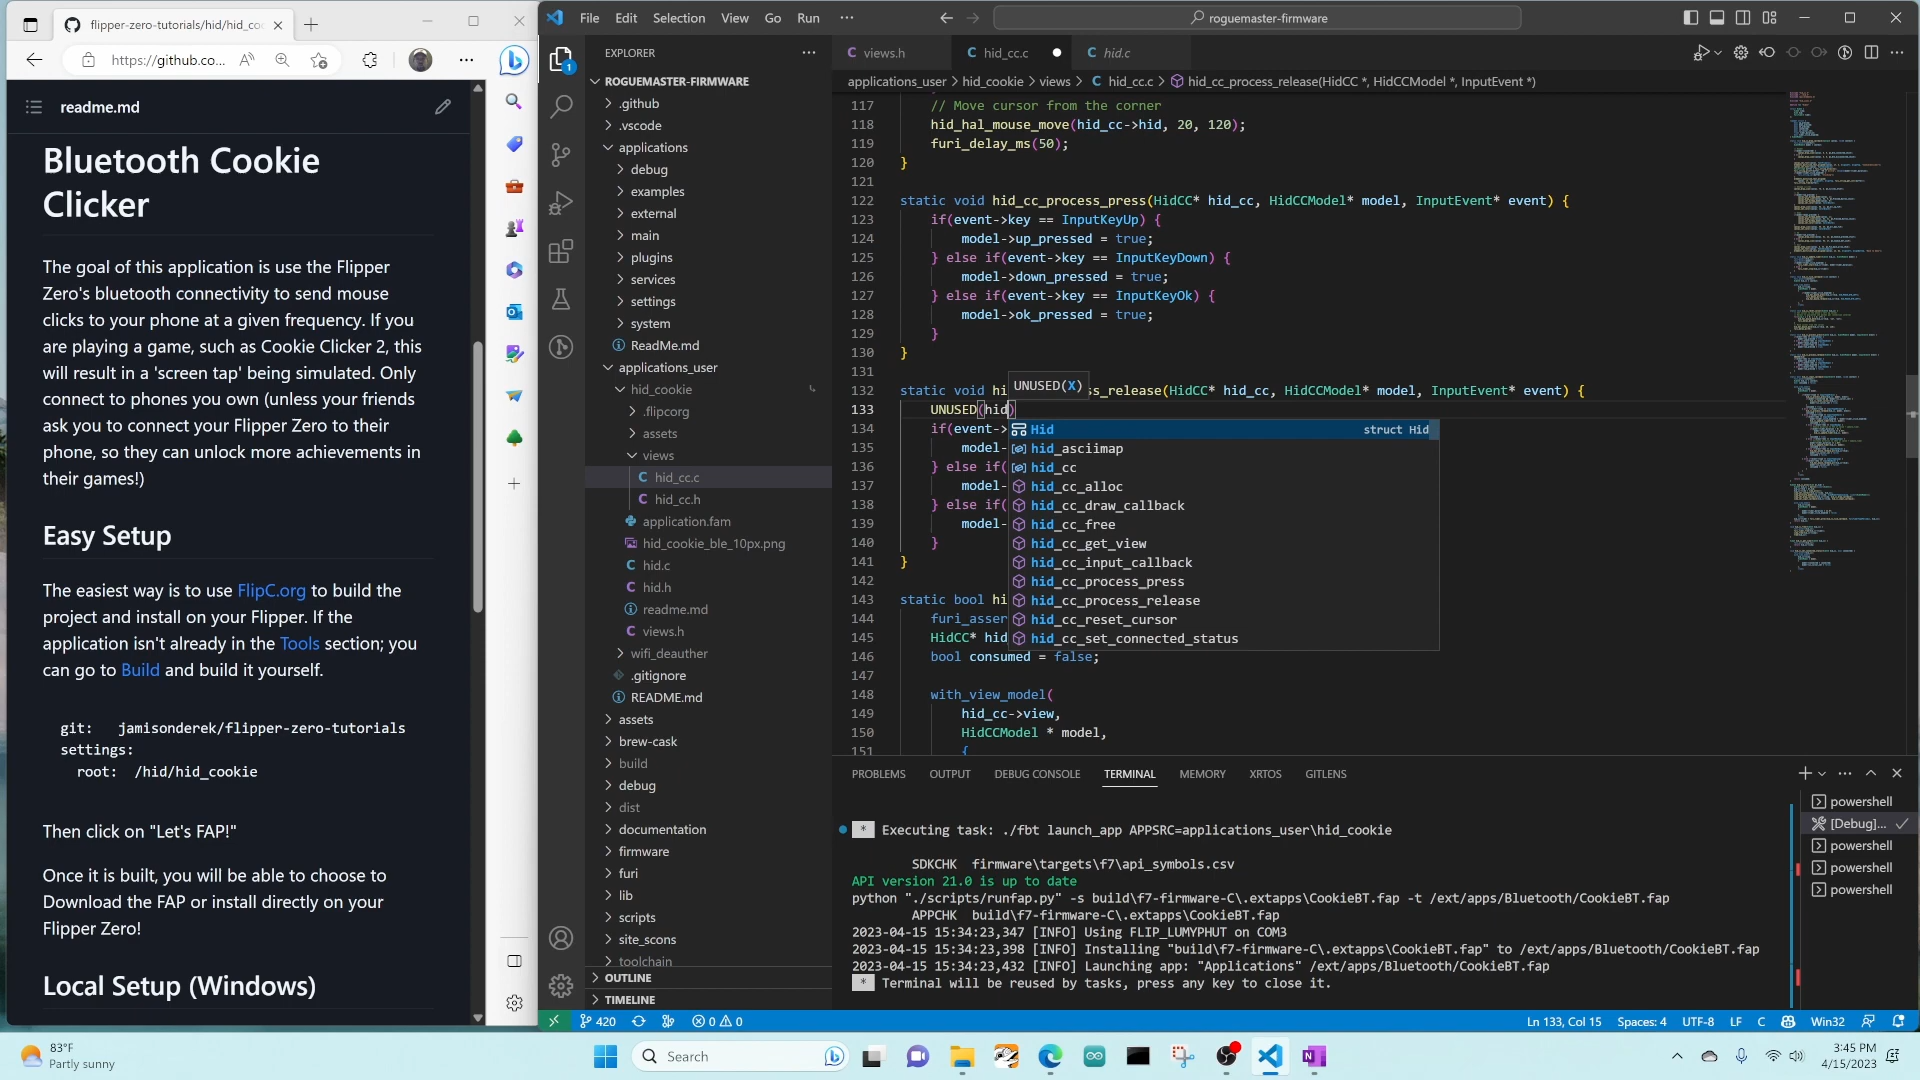 flipper-zero-tutorials/hid/hid_coo
https://github.co...
readme.md
Bluetooth Cookie
Clicker
The goal of this application is use the Flipper
Zero's bluetooth connectivity to send mouse
clicks to your phone at a given frequency. If you
are playing a game, such as Cookie Clicker 2, this
will result in a 'screen tap' being simulated. Only
connect to phones you own (unless your friends
ask you to connect your Flipper Zero to their
phone, so they can unlock more achievements in
their games!)
Easy Setup
The easiest way is to use FlipC.org to build the
project and install on your Flipper. If the
application isn't already in the Tools section; you
can go to Build and build it yourself.
git: jamisonderek/flipper-zero-tutorials
settings:
root: /hid/hid_cookie
Then click on "Let's FAP!"
Once it is built, you will be able to choose to
Download the FAP or install directly on your
Flipper Zero!
Local Setup (Windows)
File Edit Selection View Go Run ···
roguemaster-firmware
1
EXPLORER
ROGUEMASTER-FIRMWARE
.github
.vscode
applications
debug
examples
external
main
plugins
services
settings
system
ReadMe.md
applications_user
hid_cookie
.flipcorg
assets
views
C hid_cc.c
C hid_cc.h
application.fam
hid_cookie_ble_10px.png
C hid.c
C hid.h
readme.md
C views.h
wifi_deauther
.gitignore
README.md
assets
brew-cask
build
debug
dist
documentation
firmware
furi
lib
scripts
site_scons
toolchain
OUTLINE
TIMELINE
C views.h
C hid_cc.c
C hid.c
applications_user > hid_cookie > views > C hid_cc.c > hid_cc_process_release(HidCC *, HidCCModel *, InputEvent *)
117 // Move cursor from the corner
118 hid_hal_mouse_move(hid_cc->hid, 20, 120);
119 furi_delay_ms(50);
120 }
121
122 static void hid_cc_process_press(HidCC* hid_cc, HidCCModel* model, InputEvent* event) {
123 if(event->key == InputKeyUp) {
124 model->up_pressed = true;
125 } else if(event->key == InputKeyDown) {
126 model->down_pressed = true;
127 } else if(event->key == InputKeyOk) {
128 model->ok_pressed = true;
129 }
130 }
131
UNUSED(X)
132 static void hi ss_release(HidCC* hid_cc, HidCCModel* model, InputEvent* event) {
133 UNUSED(hid)
134 if(event->
135 model-
136 } else if(
137 model-
138 } else if(
139 model-
140 }
141 }
142
143 static bool hi
144 furi_asser
145 HidCC* hid
146 bool consumed = false;
147
148 with_view_model(
149 hid_cc->view,
150 HidCCModel * model,
151 {
Hid struct Hid
hid_asciimap
hid_cc
hid_cc_alloc
hid_cc_draw_callback
hid_cc_free
hid_cc_get_view
hid_cc_input_callback
hid_cc_process_press
hid_cc_process_release
hid_cc_reset_cursor
hid_cc_set_connected_status
PROBLEMS OUTPUT DEBUG CONSOLE TERMINAL MEMORY XRTOS GITLENS
* Executing task: ./fbt launch_app APPSRC=applications_user\hid_cookie
SDKCHK firmware\targets\f7\api_symbols.csv
API version 21.0 is up to date
python "./scripts/runfap.py" -s build\f7-firmware-C\.extapps\CookieBT.fap -t /ext/apps/Bluetooth/CookieBT.fap
APPCHK build\f7-firmware-C\.extapps\CookieBT.fap
2023-04-15 15:34:23,347 [INFO] Using FLIP_LUMYPHUT on COM3
2023-04-15 15:34:23,398 [INFO] Installing "build\f7-firmware-C\.extapps\CookieBT.fap" to /ext/apps/Bluetooth/CookieBT.fap
2023-04-15 15:34:23,432 [INFO] Launching app: "Applications" /ext/apps/Bluetooth/CookieBT.fap
* Terminal will be reused by tasks, press any key to close it.
powershell
[Debug]...
powershell
powershell
powershell
420
0 0
Ln 133, Col 15 Spaces: 4 UTF-8 LF C Win32
83°F
Partly sunny
Search
3:45 PM
4/15/2023